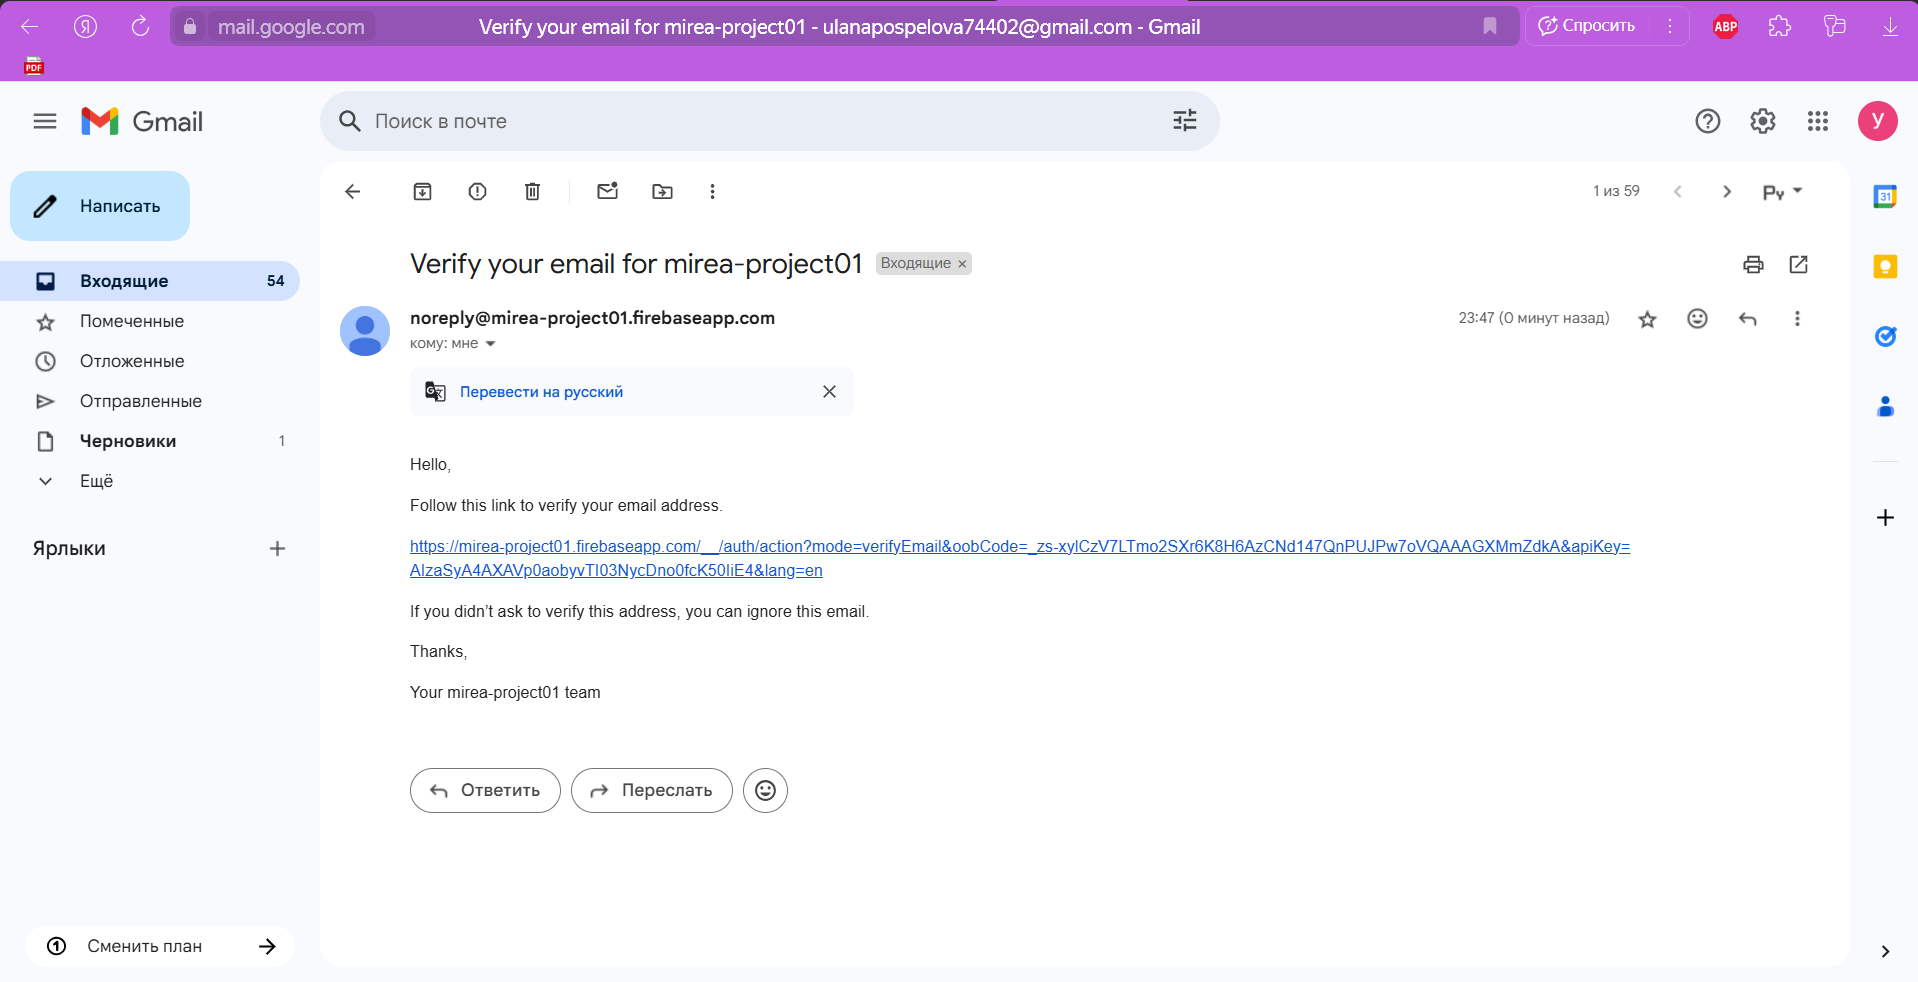 mail.google.com
Verify your email for mirea-project01 - ulanapospelova74402@gmail.com - Gmail
Спросить
ABP
PDF
Gmail
Поиск в почте
У
Написать
1 из 59
Ру
31
Входящие 54
Помеченные
Отложенные
Отправленные
Черновики 1
Ещё
Ярлыки
Verify your email for mirea-project01
Входящие
noreply@mirea-project01.firebaseapp.com
23:47 (0 минут назад)
кому: мне
Перевести на русский
Hello,
Follow this link to verify your email address.
https://mirea-project01.firebaseapp.com/__/auth/action?mode=verifyEmail&oobCode=_zs-xylCzV7LTmo2SXr6K8H6AzCNd147QnPUJPw7oVQAAAGXMmZdkA&apiKey=
AIzaSyA4AXAVp0aobyvTl03NycDno0fcK50IiE4&lang=en
If you didn’t ask to verify this address, you can ignore this email.
Thanks,
Your mirea-project01 team
Ответить
Переслать
Сменить план